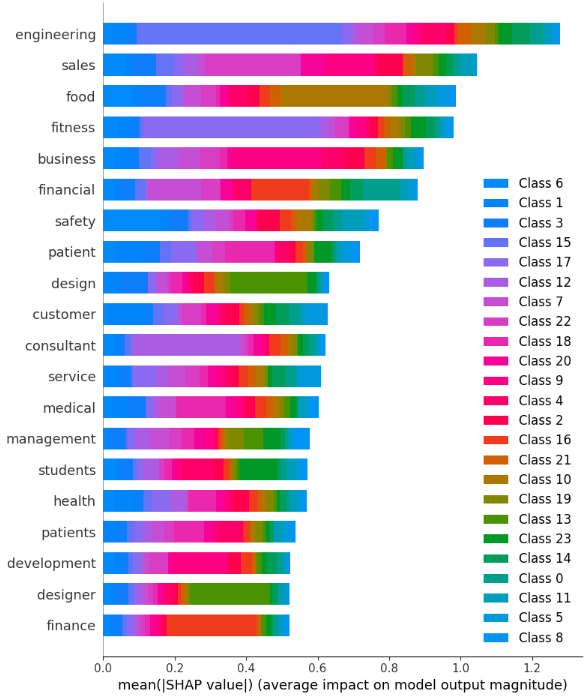 engineering
sales
food
fitness
business
financial
safety
patient
design
customer
consultant
service
medical
management
students
health
patients
development
designer
finance
Class 6
Class 1
Class 3
Class 15
Class 17
Class 12
Class 7
Class 22
Class 18
Class 20
Class 9
Class 4
Class 2
Class 16
Class 21
Class 10
Class 19
Class 13
Class 23
Class 14
Class 0
Class 11
Class 5
Class 8
0.0 0.2 0.4 0.6 0.8 1.0 1.2
mean(|SHAP value|) (average impact on model output magnitude)